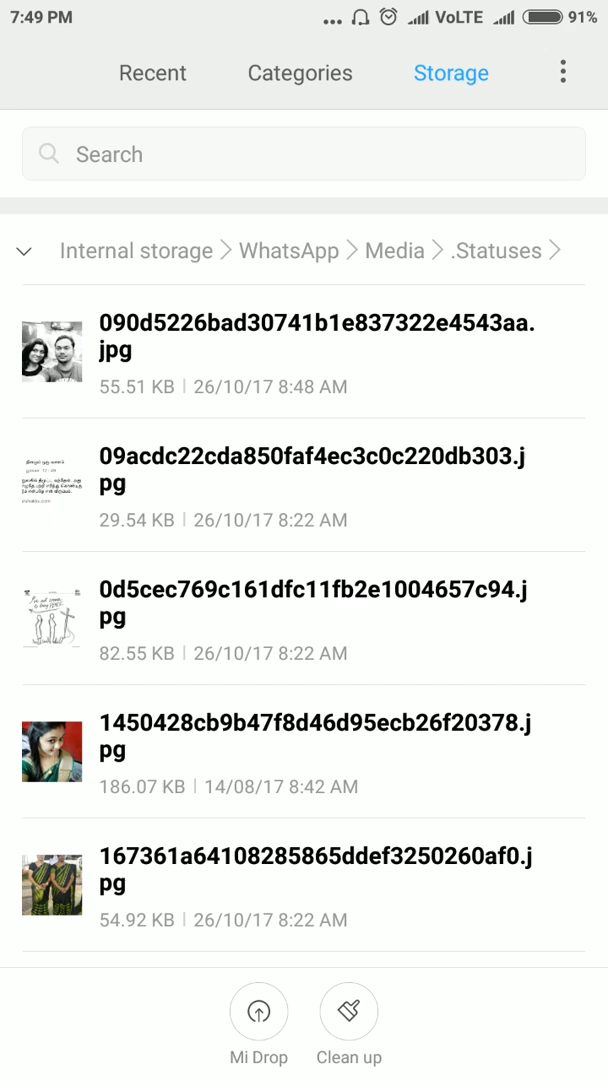 7:49 PM
VoLTE
91%
Recent
Categories
Storage
Search
Internal storage
WhatsApp
Media
.Statuses
090d5226bad30741b1e837322e4543aa.
jpg
55.51 KB
26/10/17 8:48 AM
09acdc22cda850faf4ec3c0c220db303.j
pg
29.54 KB
26/10/17 8:22 AM
0d5cec769c161dfc11fb2e1004657c94.j
pg
82.55 KB
26/10/17 8:22 AM
1450428cb9b47f8d46d95ecb26f20378.j
pg
186.07 KB
14/08/17 8:42 AM
167361a64108285865ddef3250260af0.j
pg
54.92 KB
26/10/17 8:22 AM
Mi Drop
Clean up